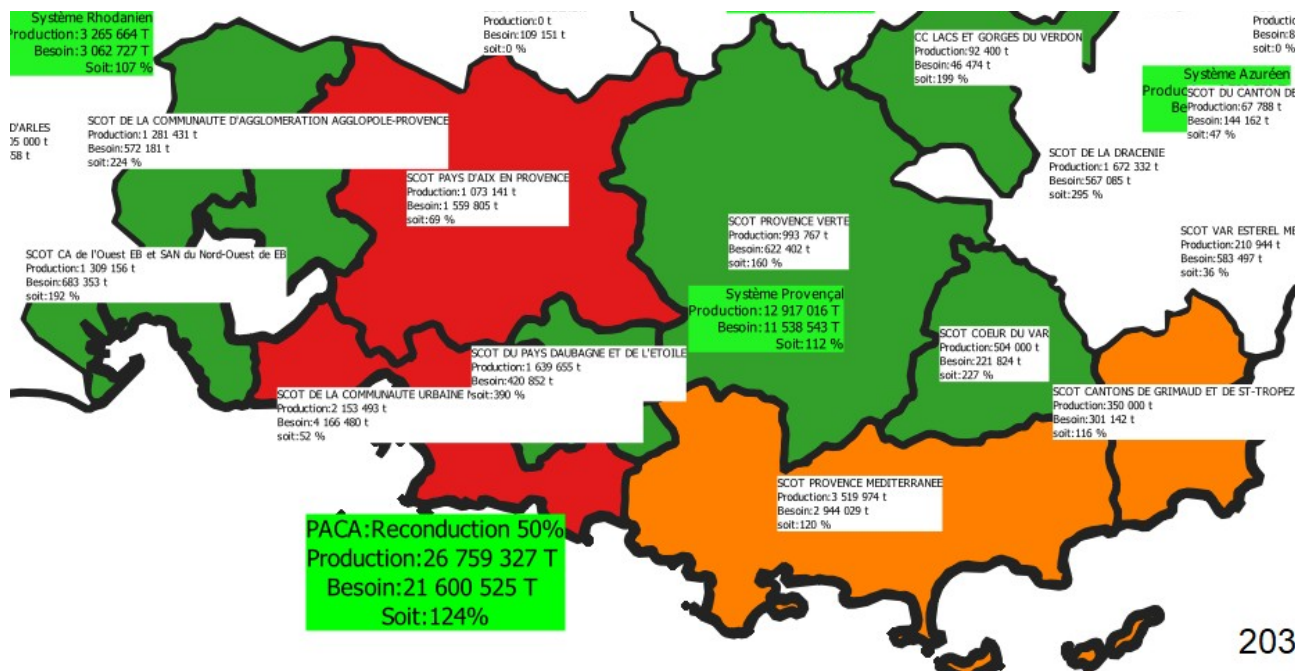 Système Rhodanien
Production:3 265 664 T
Besoin:3 062 727 T
Soit:107 %
Production:0 t
Besoin:109 151 t
soit:0 %
CC LACS ET GORGES DU VERDON
Production:92 400 t
Besoin:46 474 t
soit:199 %
soit:0 %
Système Azuréen
SCOT DU CANTON DE
Production:67 788 t
Besoin:144 162 t
soit:47 %
D'ARLES
05 000 t
58 t
SCOT DE LA COMMUNAUTE D'AGGLOMERATION AGGLOPOLE-PROVENCE
Production:1 281 431 t
Besoin:572 181 t
soit:224 %
SCOT DE LA DRACENIE
Production:1 672 332 t
Besoin:567 085 t
soit:295 %
SCOT PAYS D'AIX EN PROVENCE
Production:1 073 141 t
Besoin:1 559 805 t
soit:69 %
SCOT PROVENCE VERTE
Production:993 767 t
Besoin:622 402 t
soit:160 %
SCOT VAR ESTEREL ME
Production:210 944 t
Besoin:583 497 t
soit:36 %
SCOT CA de l'Ouest EB et SAN du Nord-Ouest de EB
Production:1 309 156 t
Besoin:683 353 t
soit:192 %
Système Provençal
Production:12 917 016 T
Besoin:11 538 543 T
Soit:112 %
SCOT COEUR DU VAR
Production:504 000 t
Besoin:221 824 t
soit:227 %
SCOT DU PAYS DAUBAGNE ET DE L'ETOILE
Production:1 639 655 t
Besoin:420 852 t
soit:390 %
SCOT DE LA COMMUNAUTE URBAINE
Production:2 153 493 t
Besoin:4 166 480 t
soit:52 %
SCOT CANTONS DE GRIMAUD ET DE ST-TROPEZ
Production:350 000 t
Besoin:301 142 t
soit:116 %
SCOT PROVENCE MEDITERRANEE
Production:3 519 974 t
Besoin:2 944 029 t
soit:120 %
PACA:Reconduction 50%
Production:26 759 327 T
Besoin:21 600 525 T
Soit:124%
203